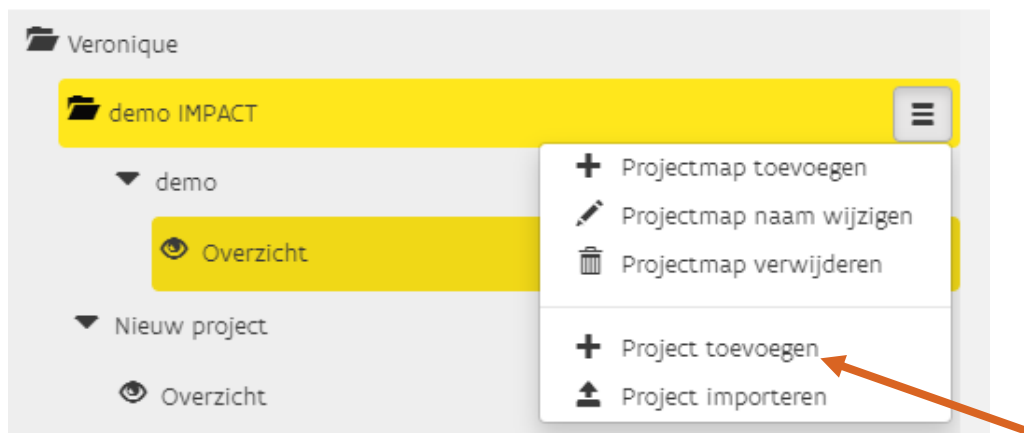 Veronique
demo IMPACT
Projectmap toevoegen
demo
Projectmap naam wijzigen
Overzicht
Projectmap verwijderen
Nieuw project
Project toevoegen
Overzicht
Project importeren